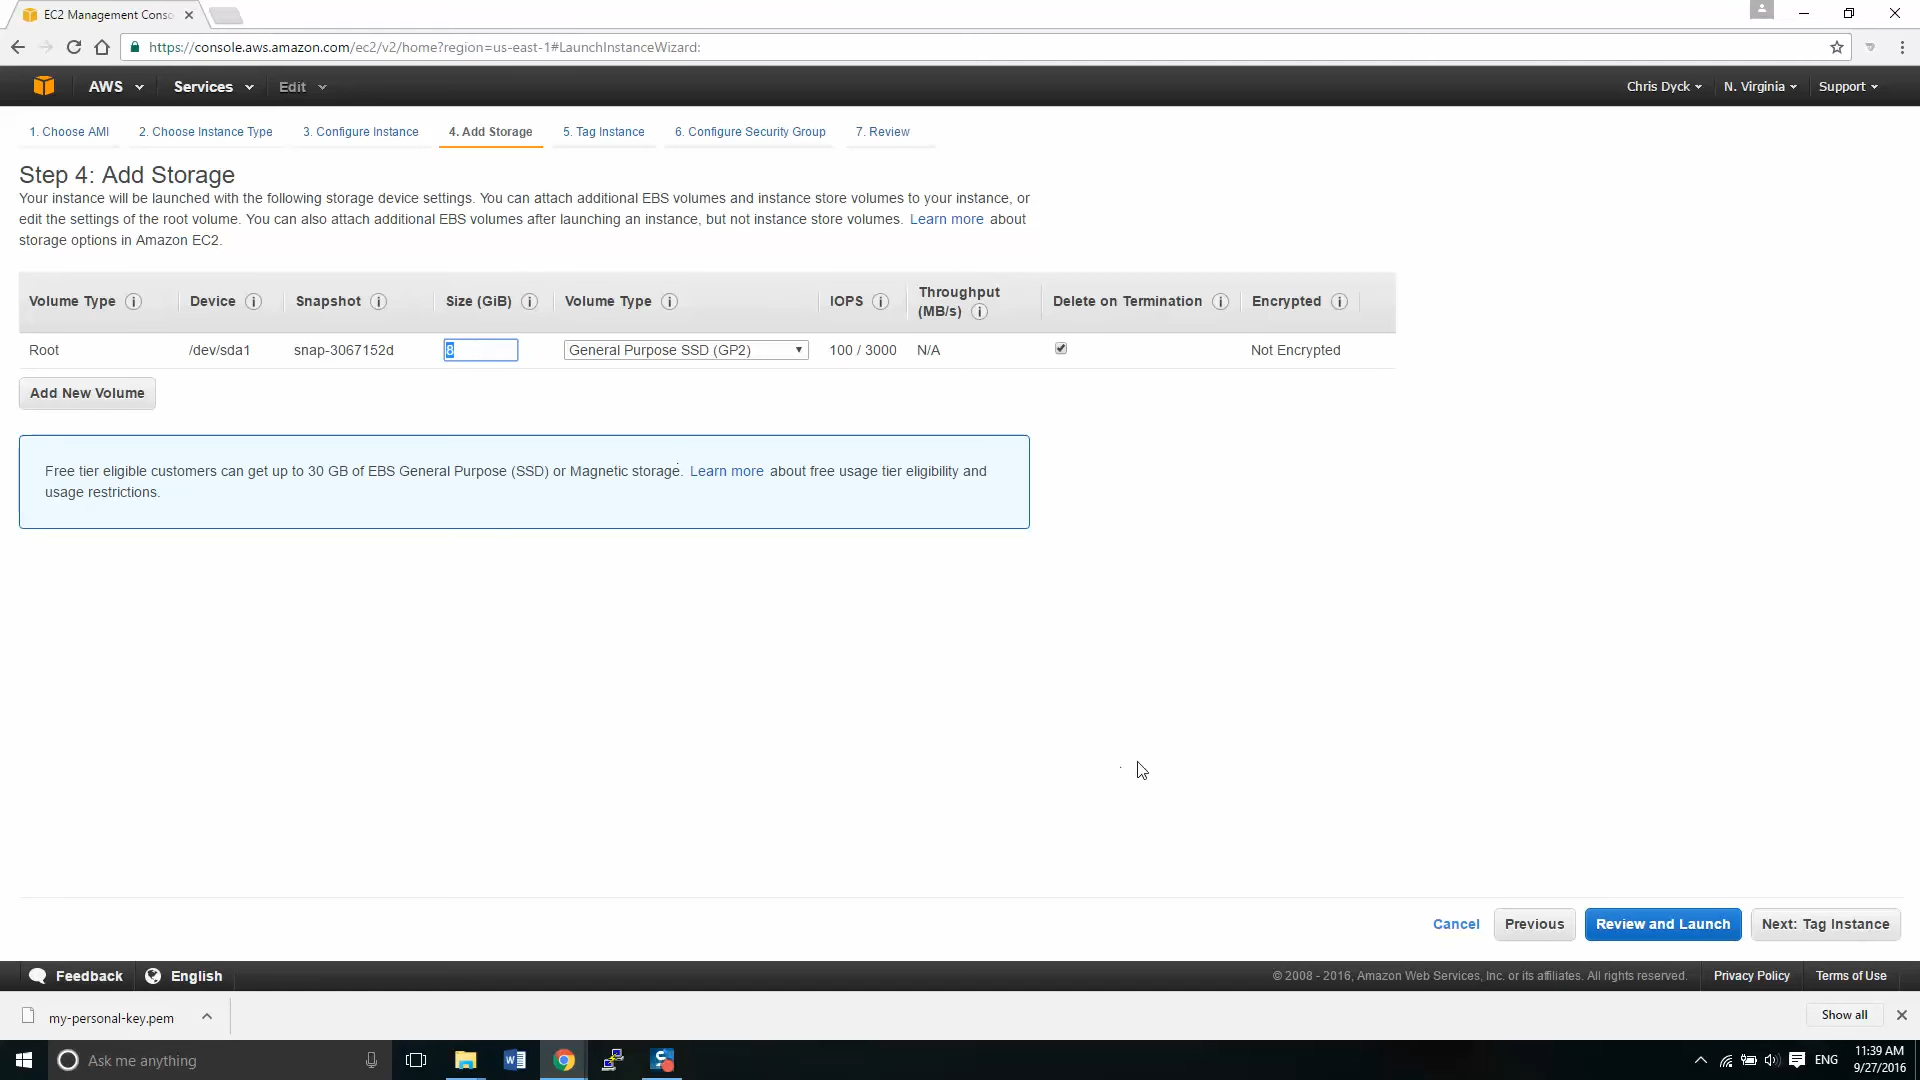 EC2 Management Conso
https://console.aws.amazon.com/ec2/v2/home?region=us-east-1#LaunchInstanceWizard:
AWS Services Edit Chris Dyck N. Virginia Support
1. Choose AMI 2. Choose Instance Type 3. Configure Instance 4. Add Storage 5. Tag Instance 6. Configure Security Group 7. Review
Step 4: Add Storage
Your instance will be launched with the following storage device settings. You can attach additional EBS volumes and instance store volumes to your instance, or
edit the settings of the root volume. You can also attach additional EBS volumes after launching an instance, but not instance store volumes. Learn more about
storage options in Amazon EC2.
Volume Type Device Snapshot Size (GiB) Volume Type IOPS Throughput (MB/s) Delete on Termination Encrypted
Root /dev/sda1 snap-3067152d 8 General Purpose SSD (GP2) 100 / 3000 N/A Not Encrypted
Add New Volume
Free tier eligible customers can get up to 30 GB of EBS General Purpose (SSD) or Magnetic storage. Learn more about free usage tier eligibility and
usage restrictions.
Cancel Previous Review and Launch Next: Tag Instance
Feedback English © 2008 - 2016, Amazon Web Services, Inc. or its affiliates. All rights reserved. Privacy Policy Terms of Use
my-personal-key.pem Show all
Ask me anything ENG 11:39 AM
9/27/2016